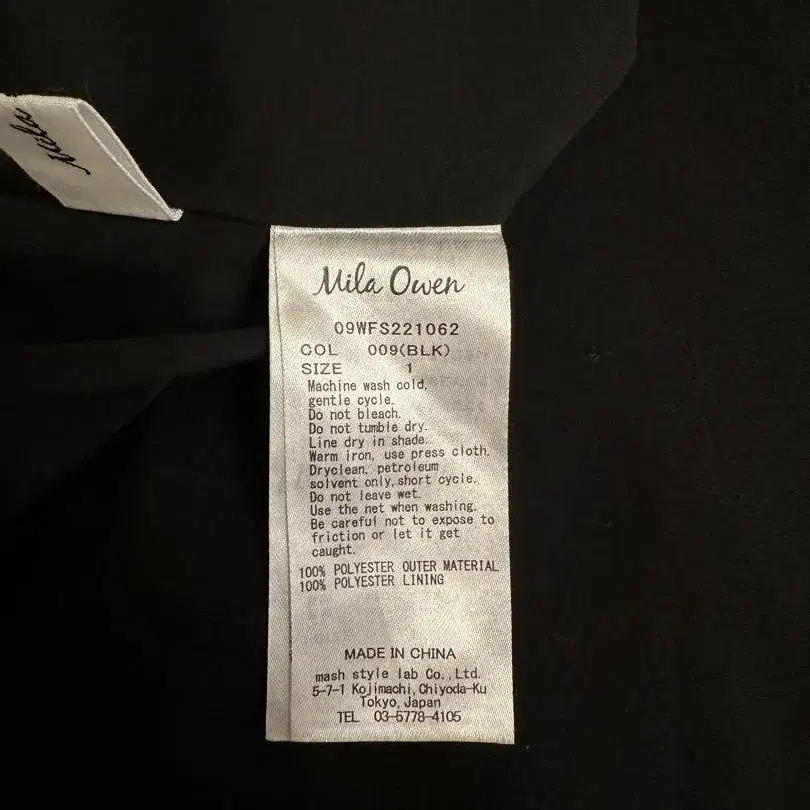 Mila
Mila Owen
09WFS221062
COL 009(BLK)
SIZE 1
Machine wash cold,
gentle cycle.
Do not bleach.
Do not tumble dry.
Line dry in shade.
Warm iron, use press cloth.
Dryclean, petroleum
solvent only,short cycle.
Do not leave wet.
Use the net when washing.
Be careful not to expose to
friction or let it get
caught.
100% POLYESTER OUTER MATERIAL
100% POLYESTER LINING
MADE IN CHINA
mash style lab Co.,Ltd.
5-7-1 Kojimachi,Chiyoda-Ku
Tokyo,Japan
TEL 03-5778-4105